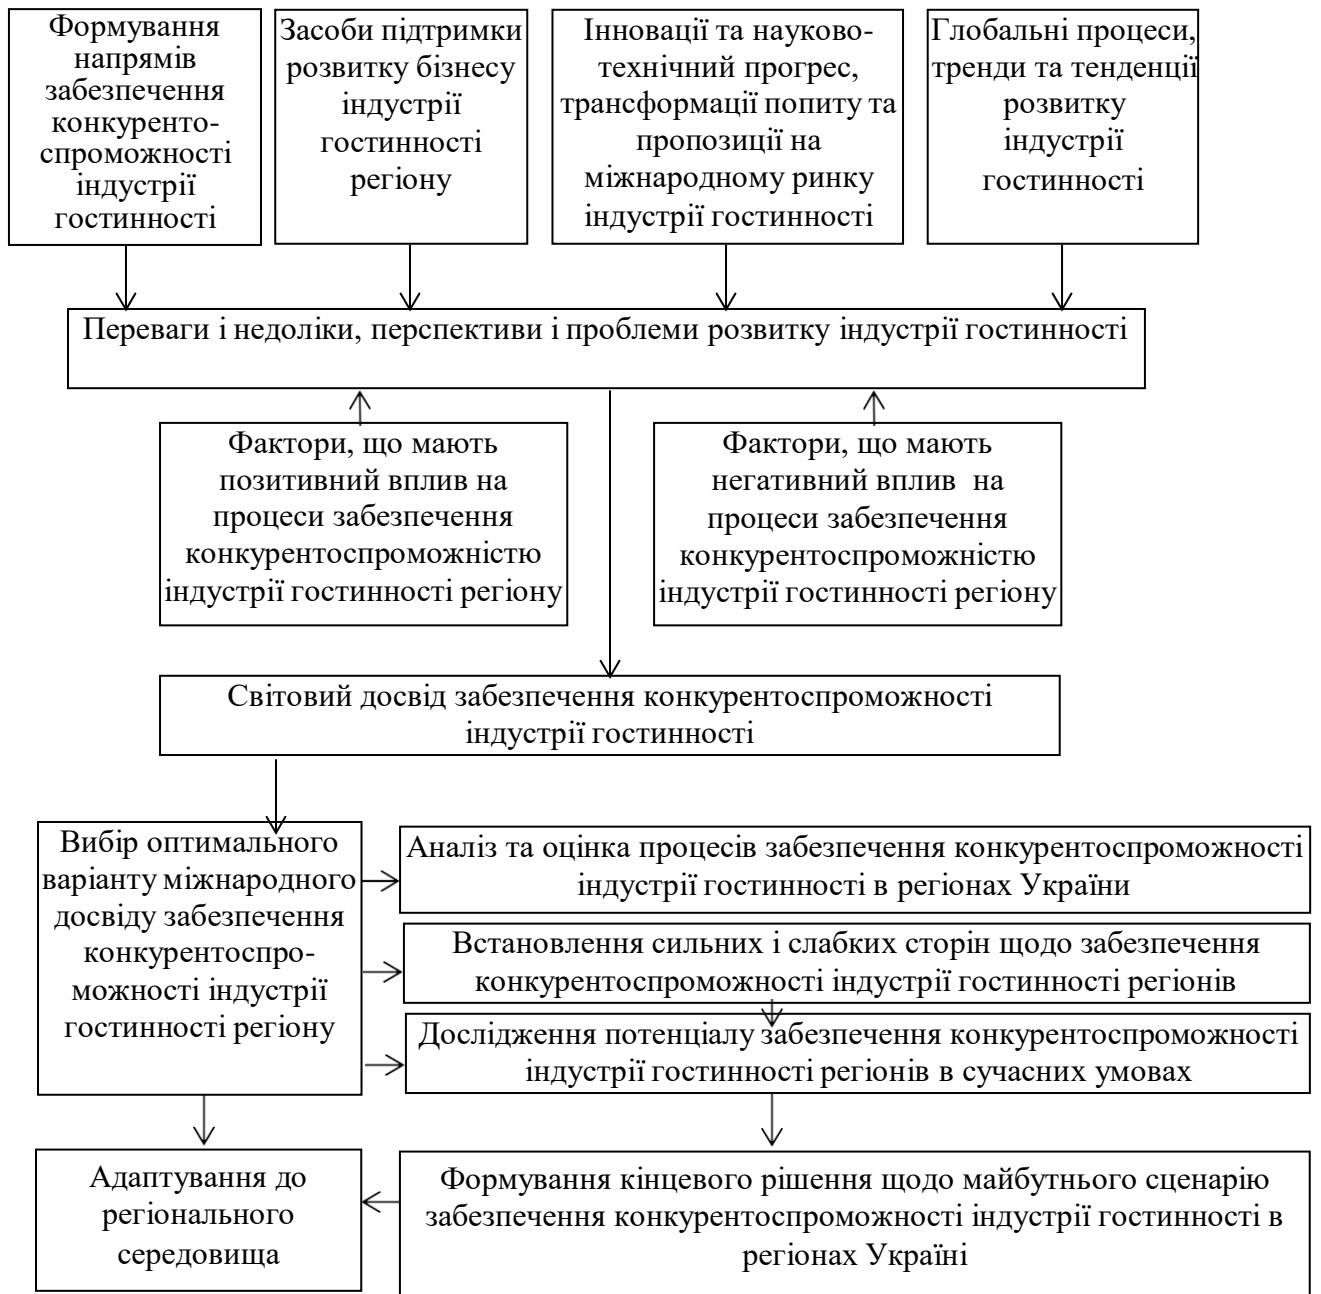 Формування
напрямів
забезпечення
конкуренто-
спроможності
індустрії
гостинності
Засоби підтримки
розвитку бізнесу
індустрії
гостинності
регіону
Інновації та науково-
технічний прогрес,
трансформації попиту та
пропозиції на
міжнародному ринку
індустрії гостинності
Глобальні процеси,
тренди та тенденції
розвитку
індустрії
гостинності
Переваги і недоліки, перспективи і проблеми розвитку індустрії гостинності
Фактори, що мають
позитивний вплив на
процеси забезпечення
конкурентоспроможністю
індустрії гостинності регіону
Фактори, що мають
негативний вплив на
процеси забезпечення
конкурентоспроможністю
індустрії гостинності регіону
Світовий досвід забезпечення конкурентоспроможності
індустрії гостинності
Вибір оптимального
варіанту міжнародного
досвіду забезпечення
конкурентоспро-
можності індустрії
гостинності регіону
Аналіз та оцінка процесів забезпечення конкурентоспроможності
індустрії гостинності в регіонах України
Встановлення сильних і слабких сторін щодо забезпечення
конкурентоспроможності індустрії гостинності регіонів
Дослідження потенціалу забезпечення конкурентоспроможності
індустрії гостинності регіонів в сучасних умовах
Адаптування до
регіонального
середовища
Формування кінцевого рішення щодо майбутнього сценарію
забезпечення конкурентоспроможності індустрії гостинності в
регіонах Україні